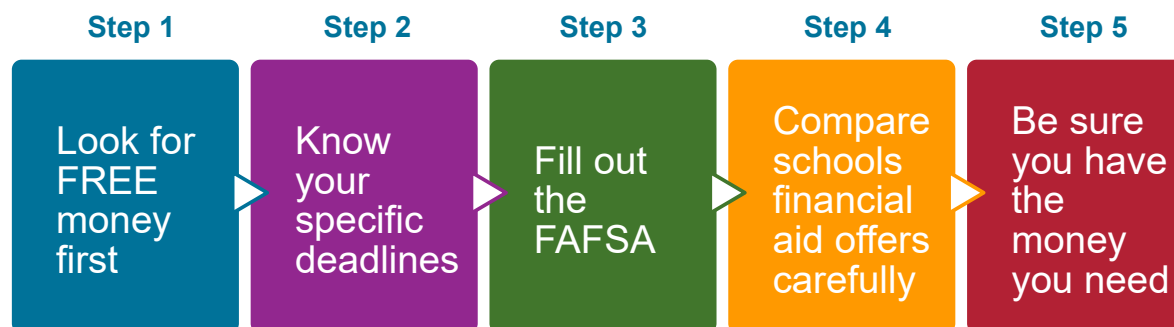 Step 1
Look for
FREE
money
first
Step 2
Know
your
specific
deadlines
Step 3
Fill out
the
FAFSA
Step 4
Compare
schools
financial
aid offers
carefully
Step 5
Be sure
you have
the
money
you need